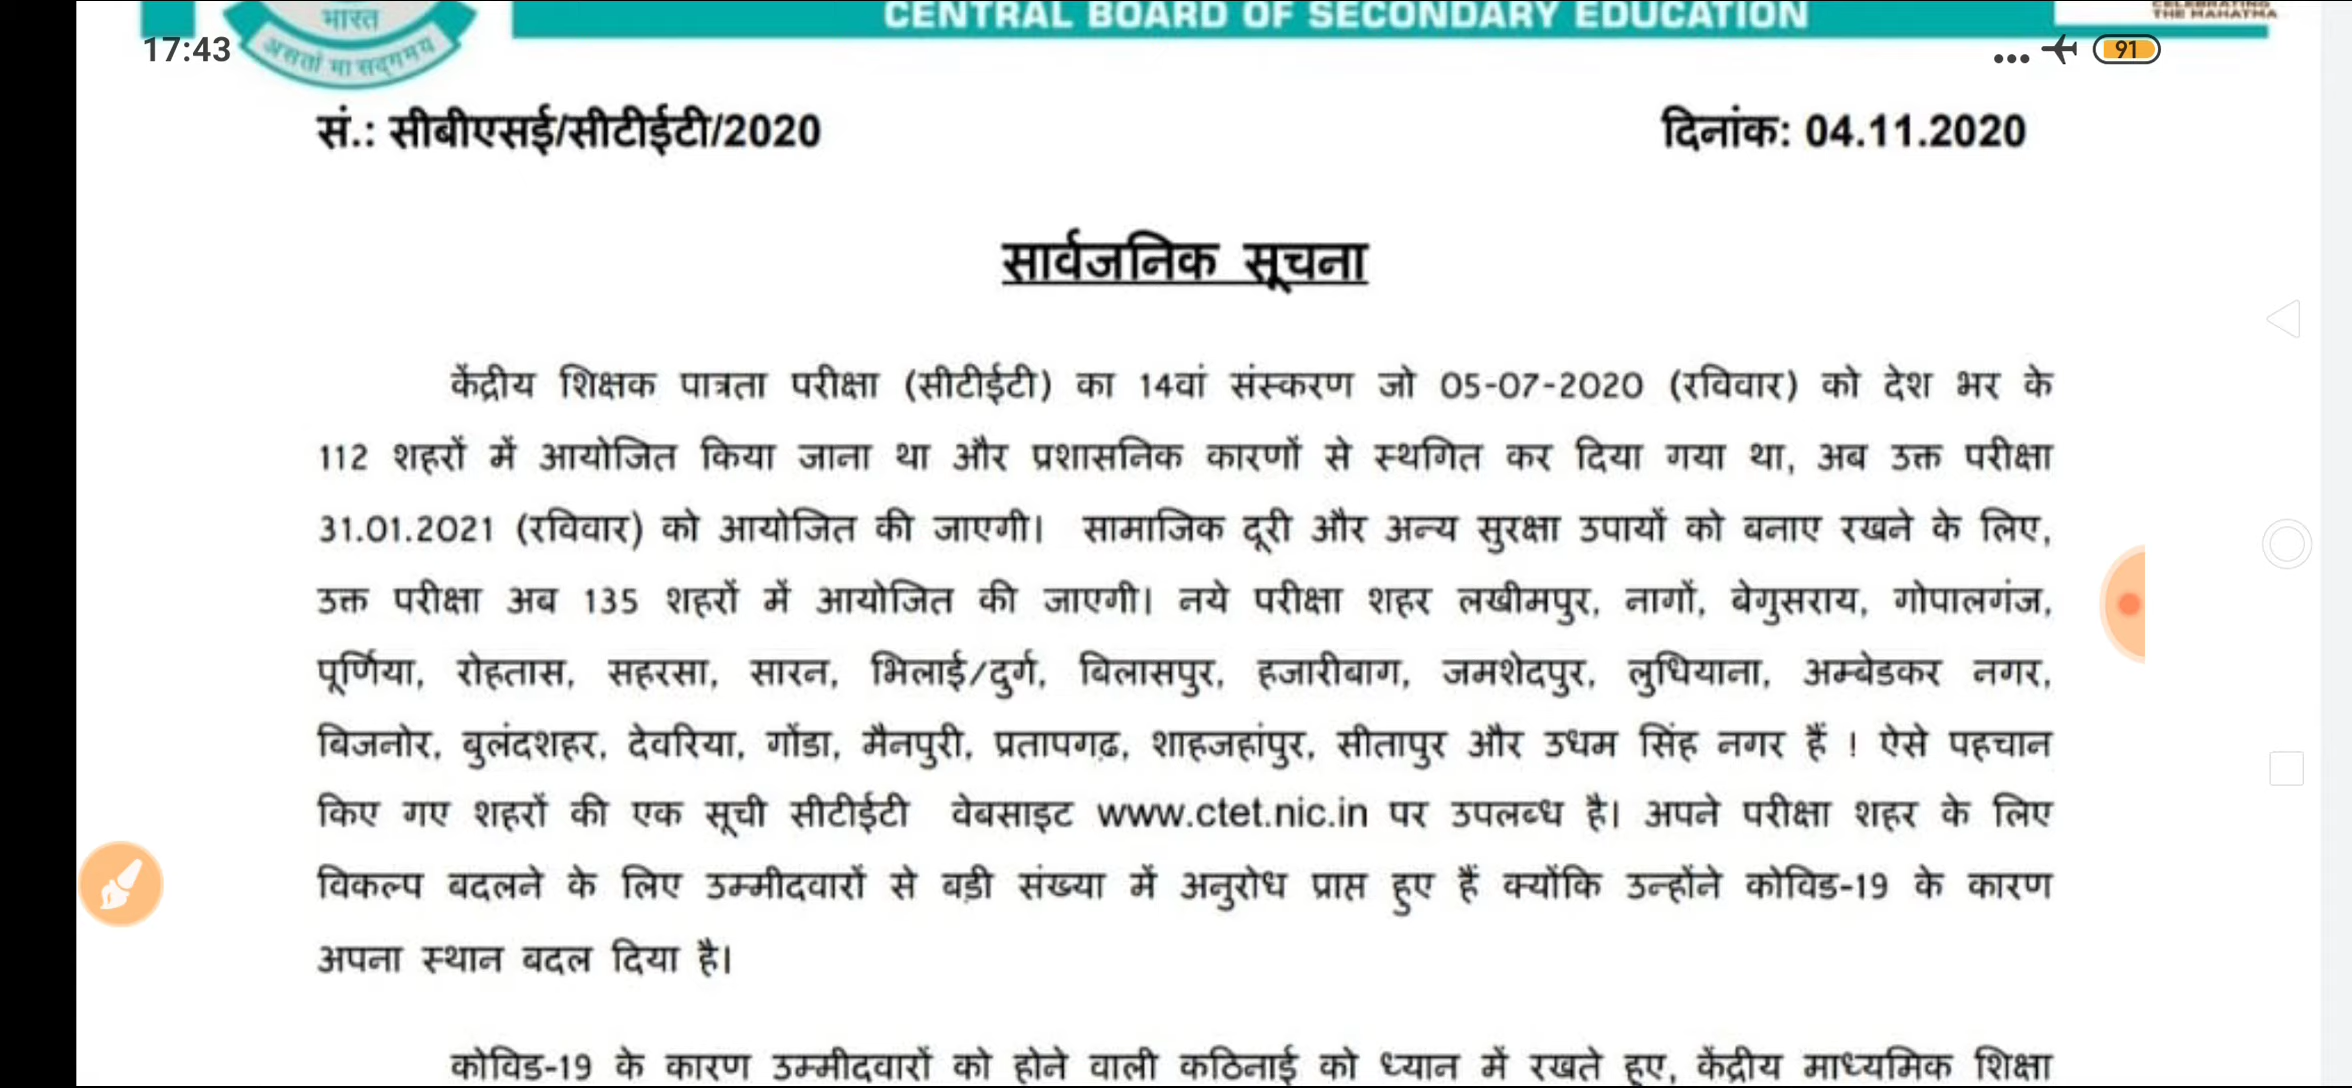 भारत
असतो मा सद्गमय
CENTRAL BOARD OF SECONDARY EDUCATION
CELEBRATING
THE MAHATMA
17:43
91
सं.: सीबीएसई/सीटीईटी/2020
दिनांक: 04.11.2020
सार्वजनिक सूचना
केंद्रीय शिक्षक पात्रता परीक्षा (सीटीईटी) का 14वां संस्करण जो 05-07-2020 (रविवार) को देश भर के
112 शहरों में आयोजित किया जाना था और प्रशासनिक कारणों से स्थगित कर दिया गया था, अब उक्त परीक्षा
31.01.2021 (रविवार) को आयोजित की जाएगी। सामाजिक दूरी और अन्य सुरक्षा उपायों को बनाए रखने के लिए,
उक्त परीक्षा अब 135 शहरों में आयोजित की जाएगी। नये परीक्षा शहर लखीमपुर, नागों, बेगुसराय, गोपालगंज,
पूर्णिया, रोहतास, सहरसा, सारन, भिलाई/दुर्ग, बिलासपुर, हजारीबाग, जमशेदपुर, लुधियाना, अम्बेडकर नगर,
बिजनोर, बुलंदशहर, देवरिया, गोंडा, मैनपुरी, प्रतापगढ़, शाहजहांपुर, सीतापुर और उधम सिंह नगर हैं ! ऐसे पहचान
किए गए शहरों की एक सूची सीटीईटी वेबसाइट www.ctet.nic.in पर उपलब्ध है। अपने परीक्षा शहर के लिए
विकल्प बदलने के लिए उम्मीदवारों से बड़ी संख्या में अनुरोध प्राप्त हुए हैं क्योंकि उन्होंने कोविड-19 के कारण
अपना स्थान बदल दिया है।
कोविड-19 के कारण उम्मीदवारों को होने वाली कठिनाई को ध्यान में रखते हुए, केंद्रीय माध्यमिक शिक्षा